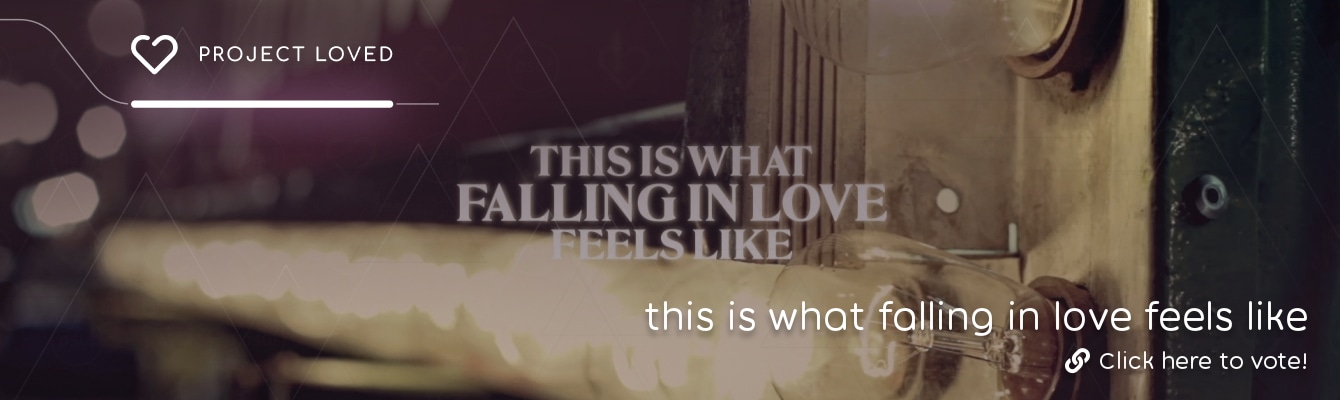 PROJECT LOVED
THIS IS WHAT
FALLING IN LOVE
FEELS LIKE
this is what falling in love feels like
Click here to vote!